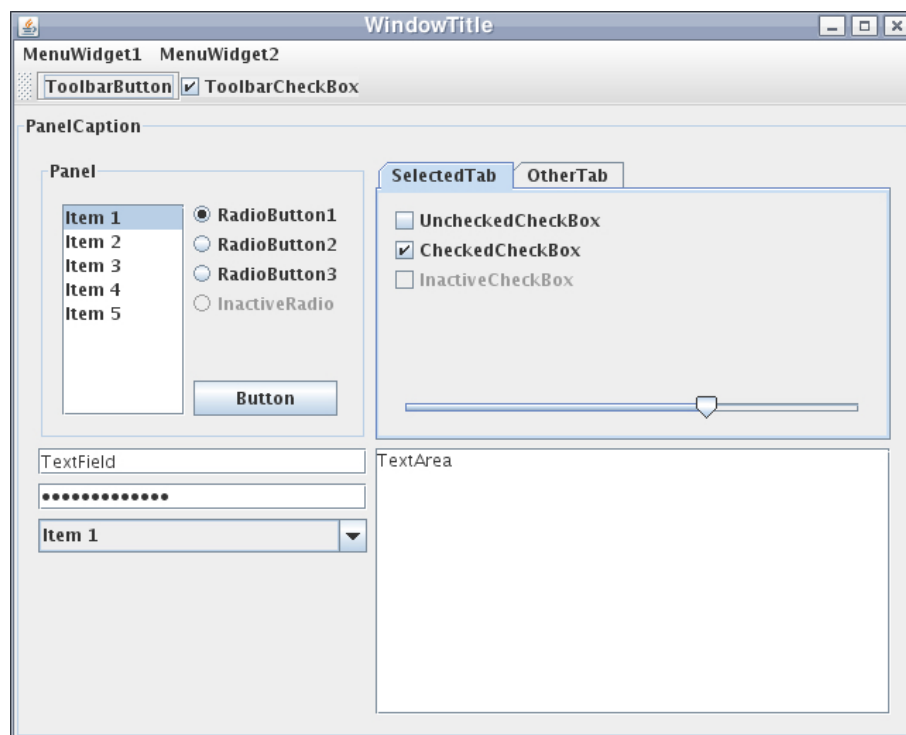 WindowTitle
MenuWidget1 MenuWidget2
ToolbarButton ToolbarCheckBox
PanelCaption
Panel
Item 1
Item 2
Item 3
Item 4
Item 5
RadioButton1
RadioButton2
RadioButton3
InactiveRadio
Button
SelectedTab OtherTab
UncheckedCheckBox
CheckedCheckBox
InactiveCheckBox
TextField
•••••••••••••
Item 1
TextArea